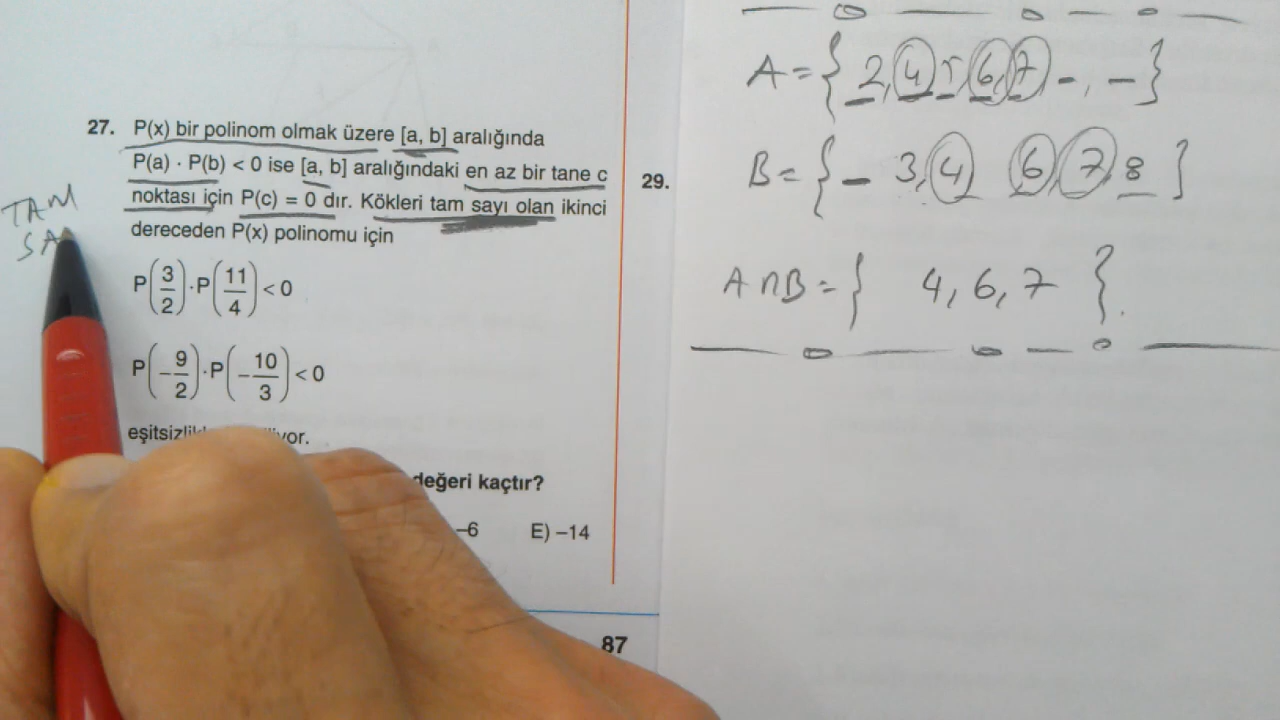 27. P(x) bir polinom olmak üzere [a, b] aralığında
P(a) · P(b) < 0 ise [a, b] aralığındaki en az bir tane c
noktası için P(c) = 0 dır. Kökleri tam sayı olan ikinci
dereceden P(x) polinomu için
P(3/2) · P(11/4) < 0
P(-9/2) · P(-10/3) < 0
değeri kaçtır?
-6 E) -14
87
TAM
SA
A = { 2, 4, 5, 6, 7 -, - }
B = { - 3, 4 6, 7, 8 }
29.
A∩B = { 4, 6, 7 }.